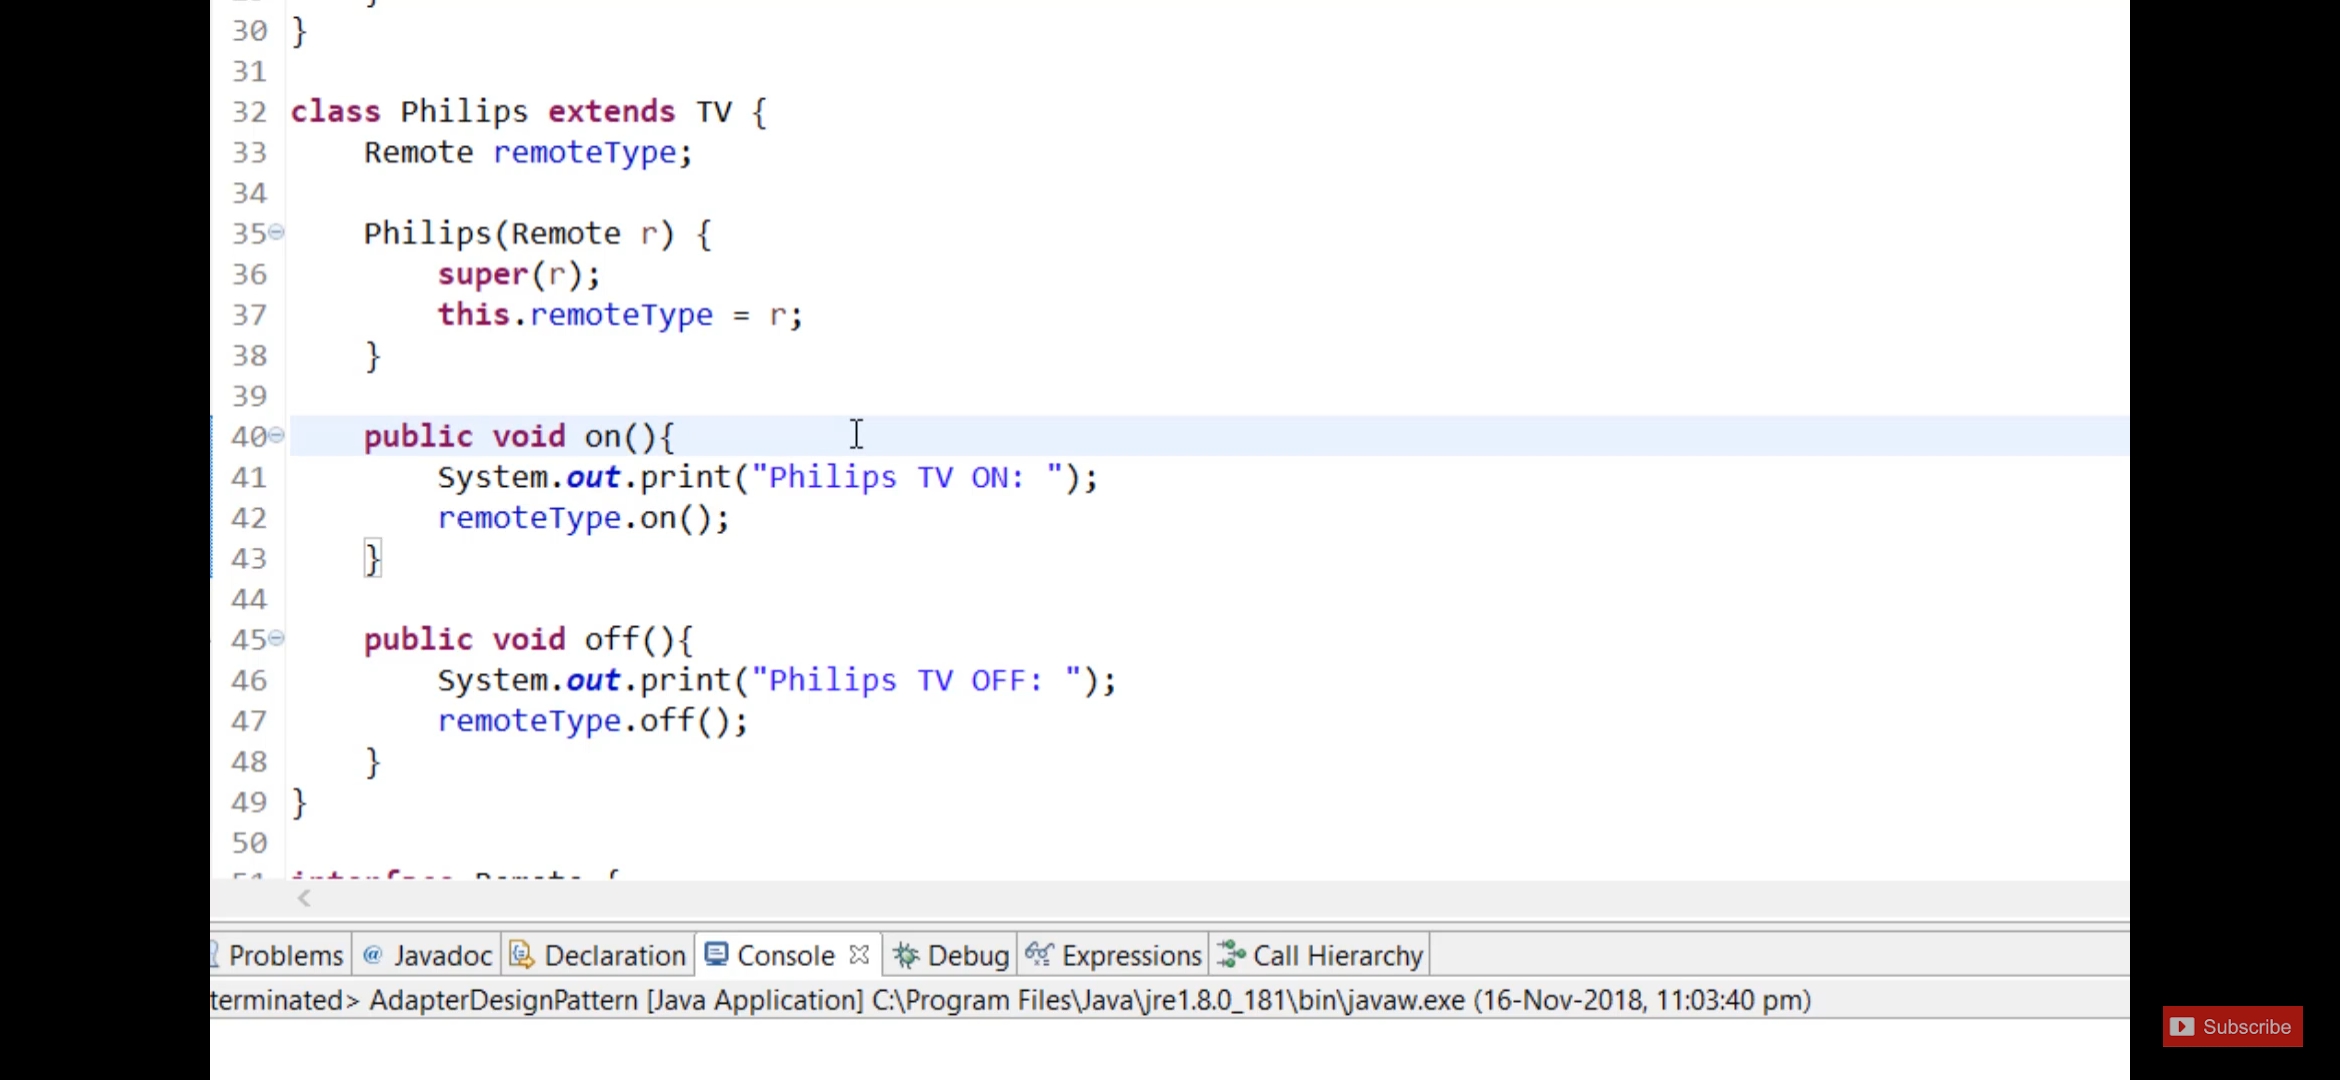 30 }
31
32 class Philips extends TV {
33 Remote remoteType;
34
35 Philips(Remote r) {
36 super(r);
37 this.remoteType = r;
38 }
39
40 public void on(){
41 System.out.print("Philips TV ON: ");
42 remoteType.on();
43 }
44
45 public void off(){
46 System.out.print("Philips TV OFF: ");
47 remoteType.off();
48 }
49 }
50
51 interface Remote {
Problems @ Javadoc Declaration Console Debug Expressions Call Hierarchy
terminated> AdapterDesignPattern [Java Application] C:\Program Files\Java\jre1.8.0_181\bin\javaw.exe (16-Nov-2018, 11:03:40 pm)
Subscribe